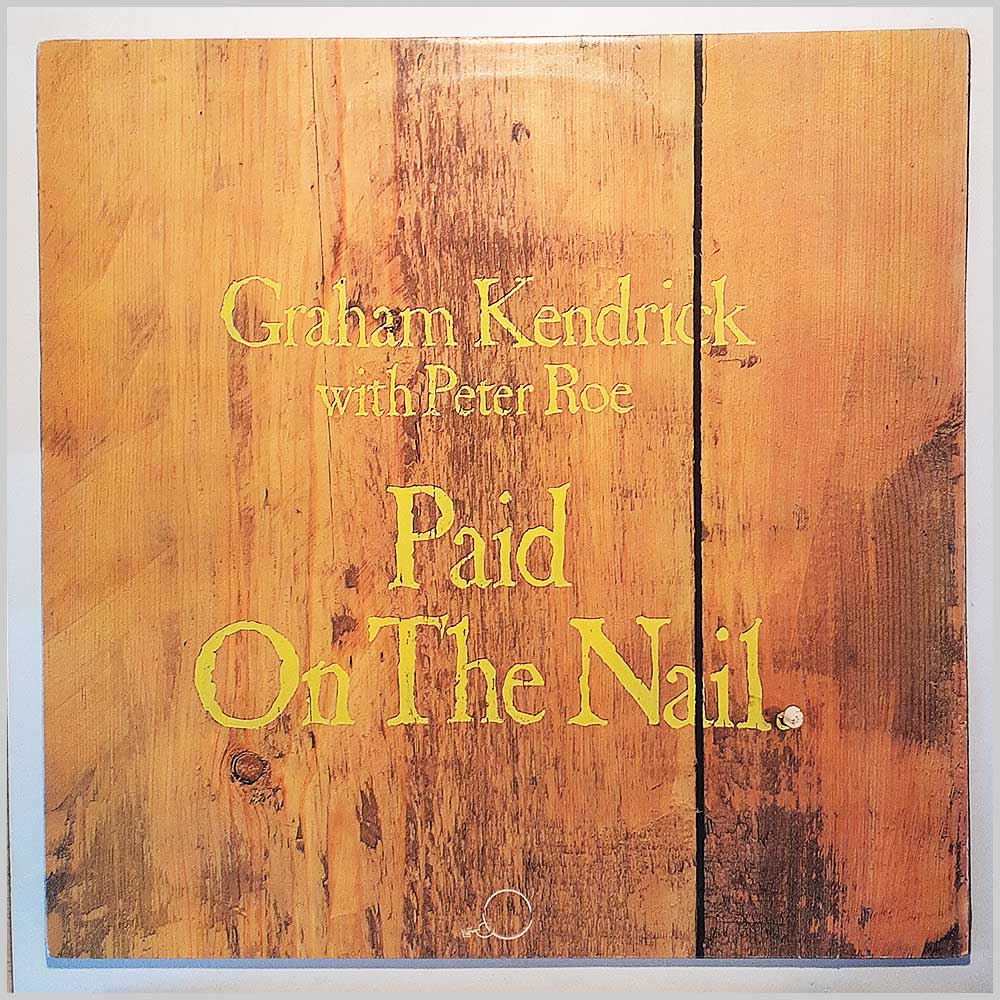 Graham Kendrick
with Peter Roe
Paid
On The Nail.